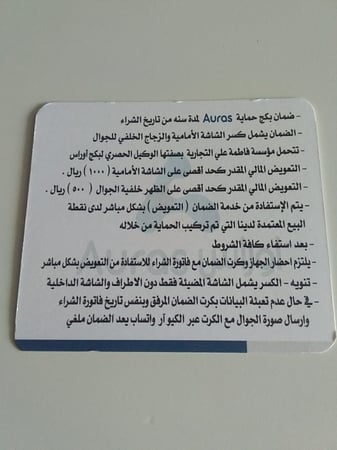 - ضمان بكج حماية Auras لمدة سنه من تاريخ الشراء
- الضمان يشمل كسر الشاشة الأمامية والزجاج الخلفي للجوال
- تتحمل مؤسسة فاطمة علي التجارية بصفتها الوكيل الحصري لبكج أوراس
- التعويض المالي المقدر كحد أقصى على الشاشة الأمامية ( ١٠٠٠ ) ريال .
- التعويض المالي المقدر كحد أقصى على الظهر خلفية الجوال ( ٥٠٠ ) ريال .
- يتم الإستفادة من خدمة الضمان ( التعويض ) بشكل مباشر لدى نقطة
البيع المعتمدة لدينا التي تم تركيب الحماية من خلاله
- بعد استفاء كافة الشروط
- يلتزم احضار الجهاز وكرت الضمان مع فاتورة الشراء للاستفادة من التعويض بشكل مباشر
- تنويه - الكسر يشمل الشاشة المضيئة فقط دون الاطراف والشاشة الداخلية
- في حال عدم تعبئة البيانات بكرت الضمان المرفق وبنفس تاريخ فاتورة الشراء
وارسال صورة الجوال مع الكرت عبر الكيو آر واتساب يعد الضمان ملغي